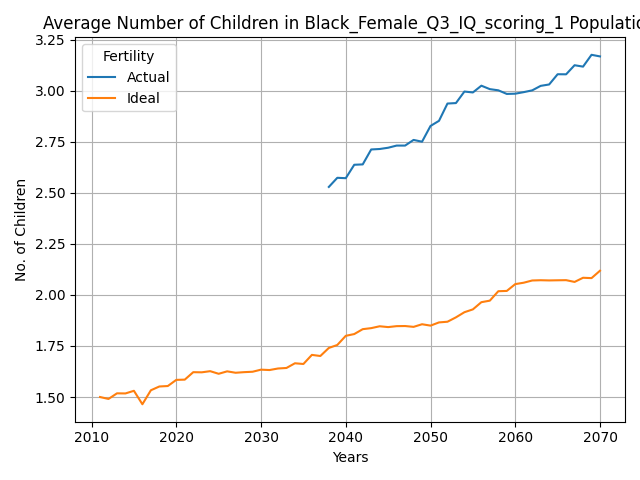 Average Number of Children in Black_Female_Q3_IQ_scoring_1 Populatio
3.25
3.00
2.75
2.50
2.25
2.00
1.75
1.50
No. of Children
Fertility
Actual
Ideal
2010 2020 2030 2040 2050 2060 2070
Years